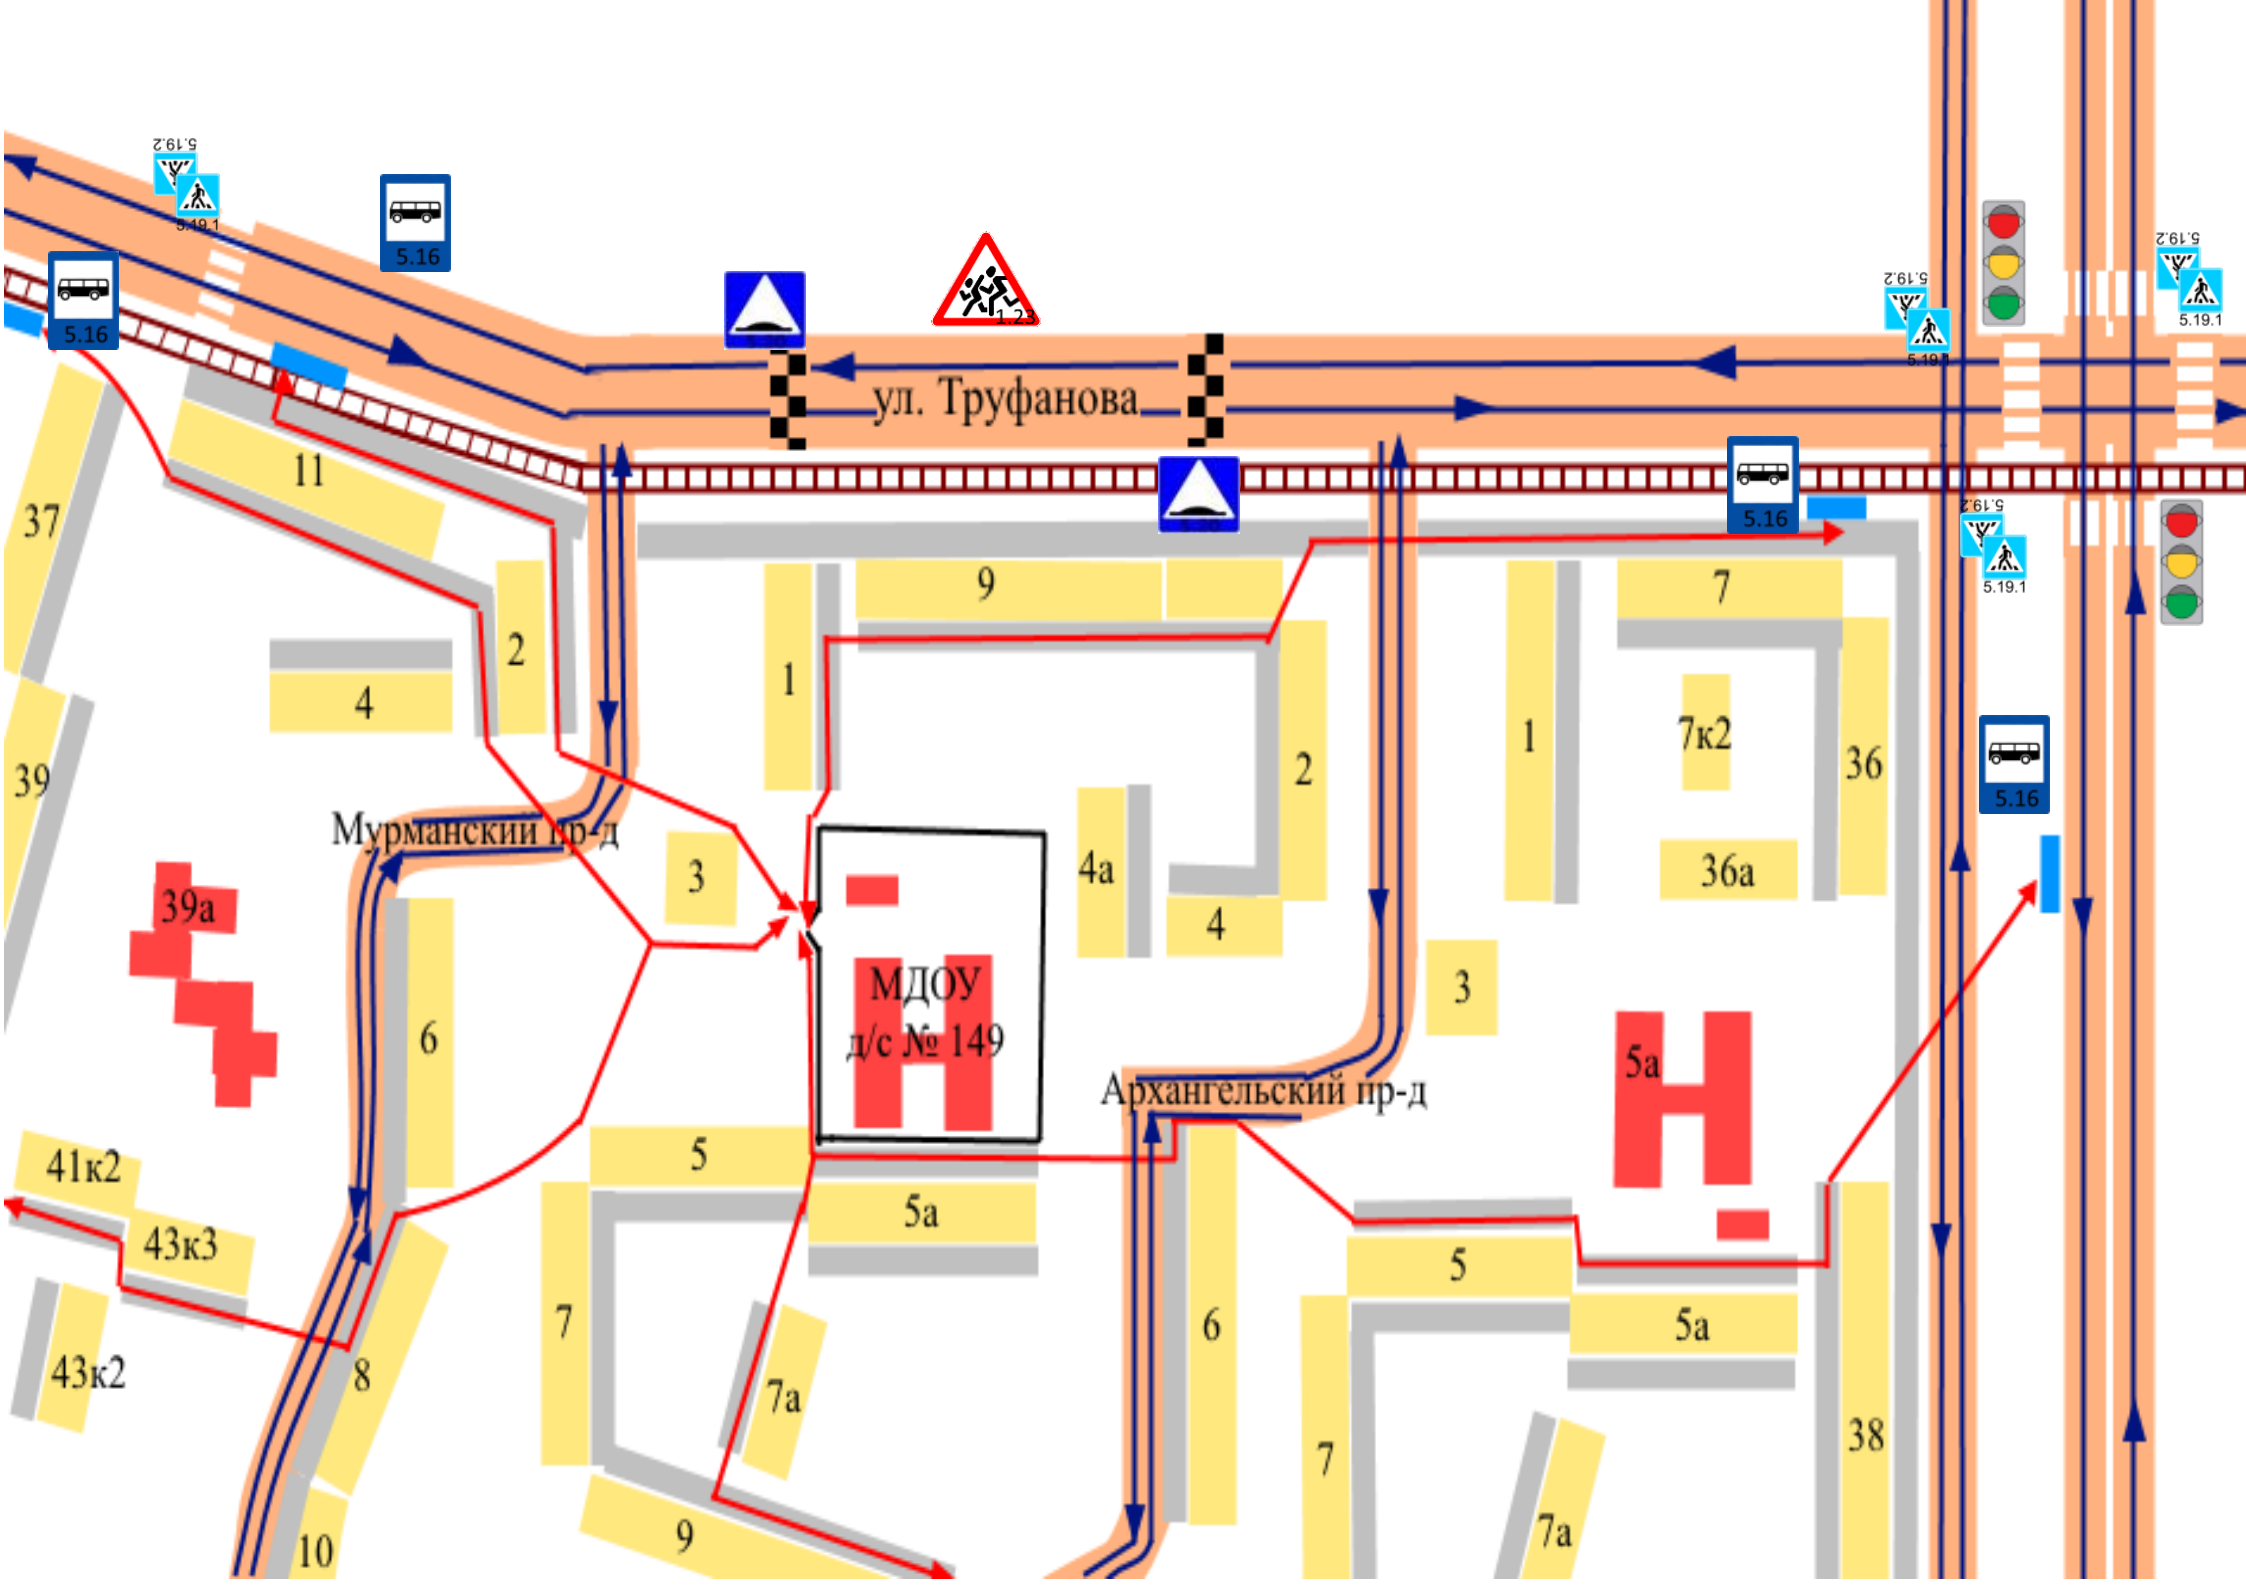 5.19.2
5.19.1
5.16
5.16
1.23
5.20
ул. Труфанова
5.19.2
5.19.1
5.19.2
5.19.1
5.16
5.20
5.19.2
5.19.1
11
37
9
7
2
4
1
2
1
7к2
36
39
5.16
Мурманский пр-д
3
4а
4
36а
39а
6
МДОУ
д/с № 149
3
5а
Архангельский пр-д
41к2
43к3
5
5а
5
7
6
5а
43к2
8
7а
38
7
10
9
7а